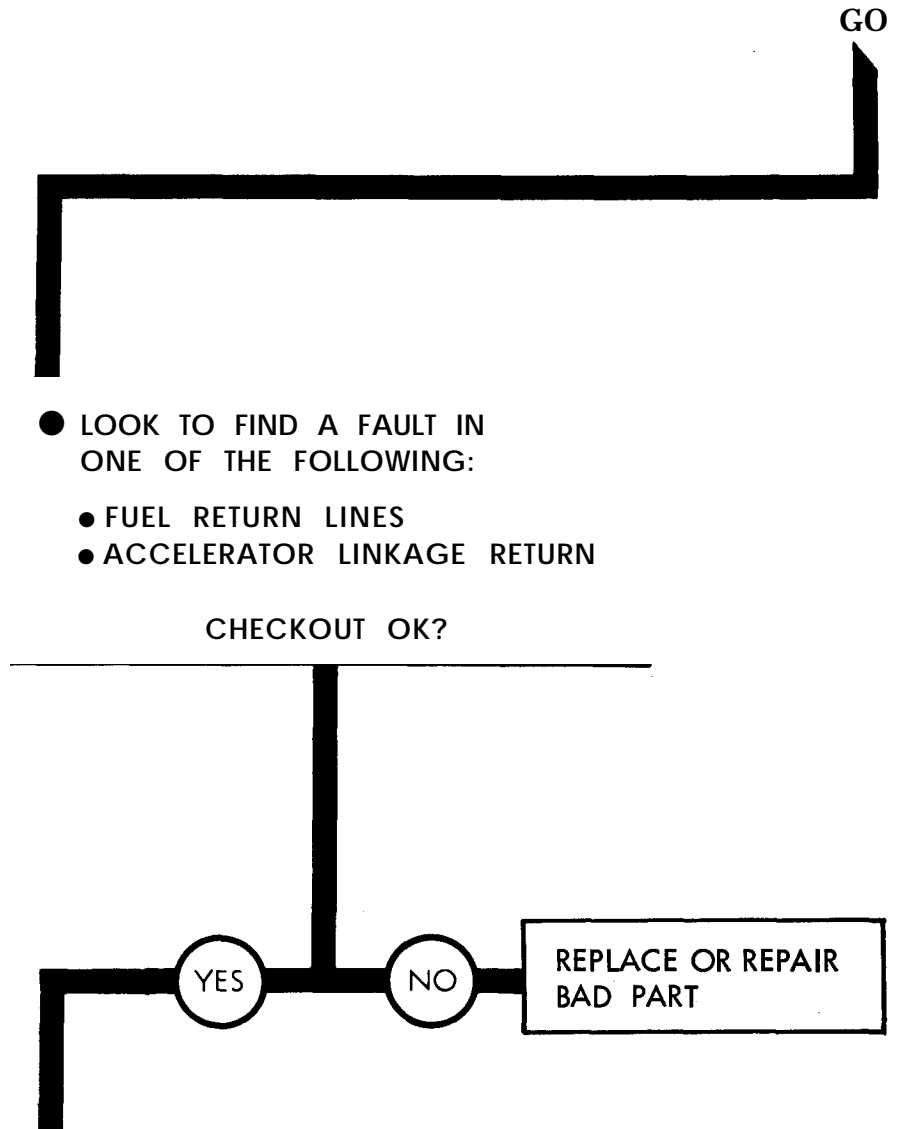 GO
● LOOK TO FIND A FAULT IN
ONE OF THE FOLLOWING:
● FUEL RETURN LINES
● ACCELERATOR LINKAGE RETURN
CHECKOUT OK?
YES
NO
REPLACE OR REPAIR
BAD PART